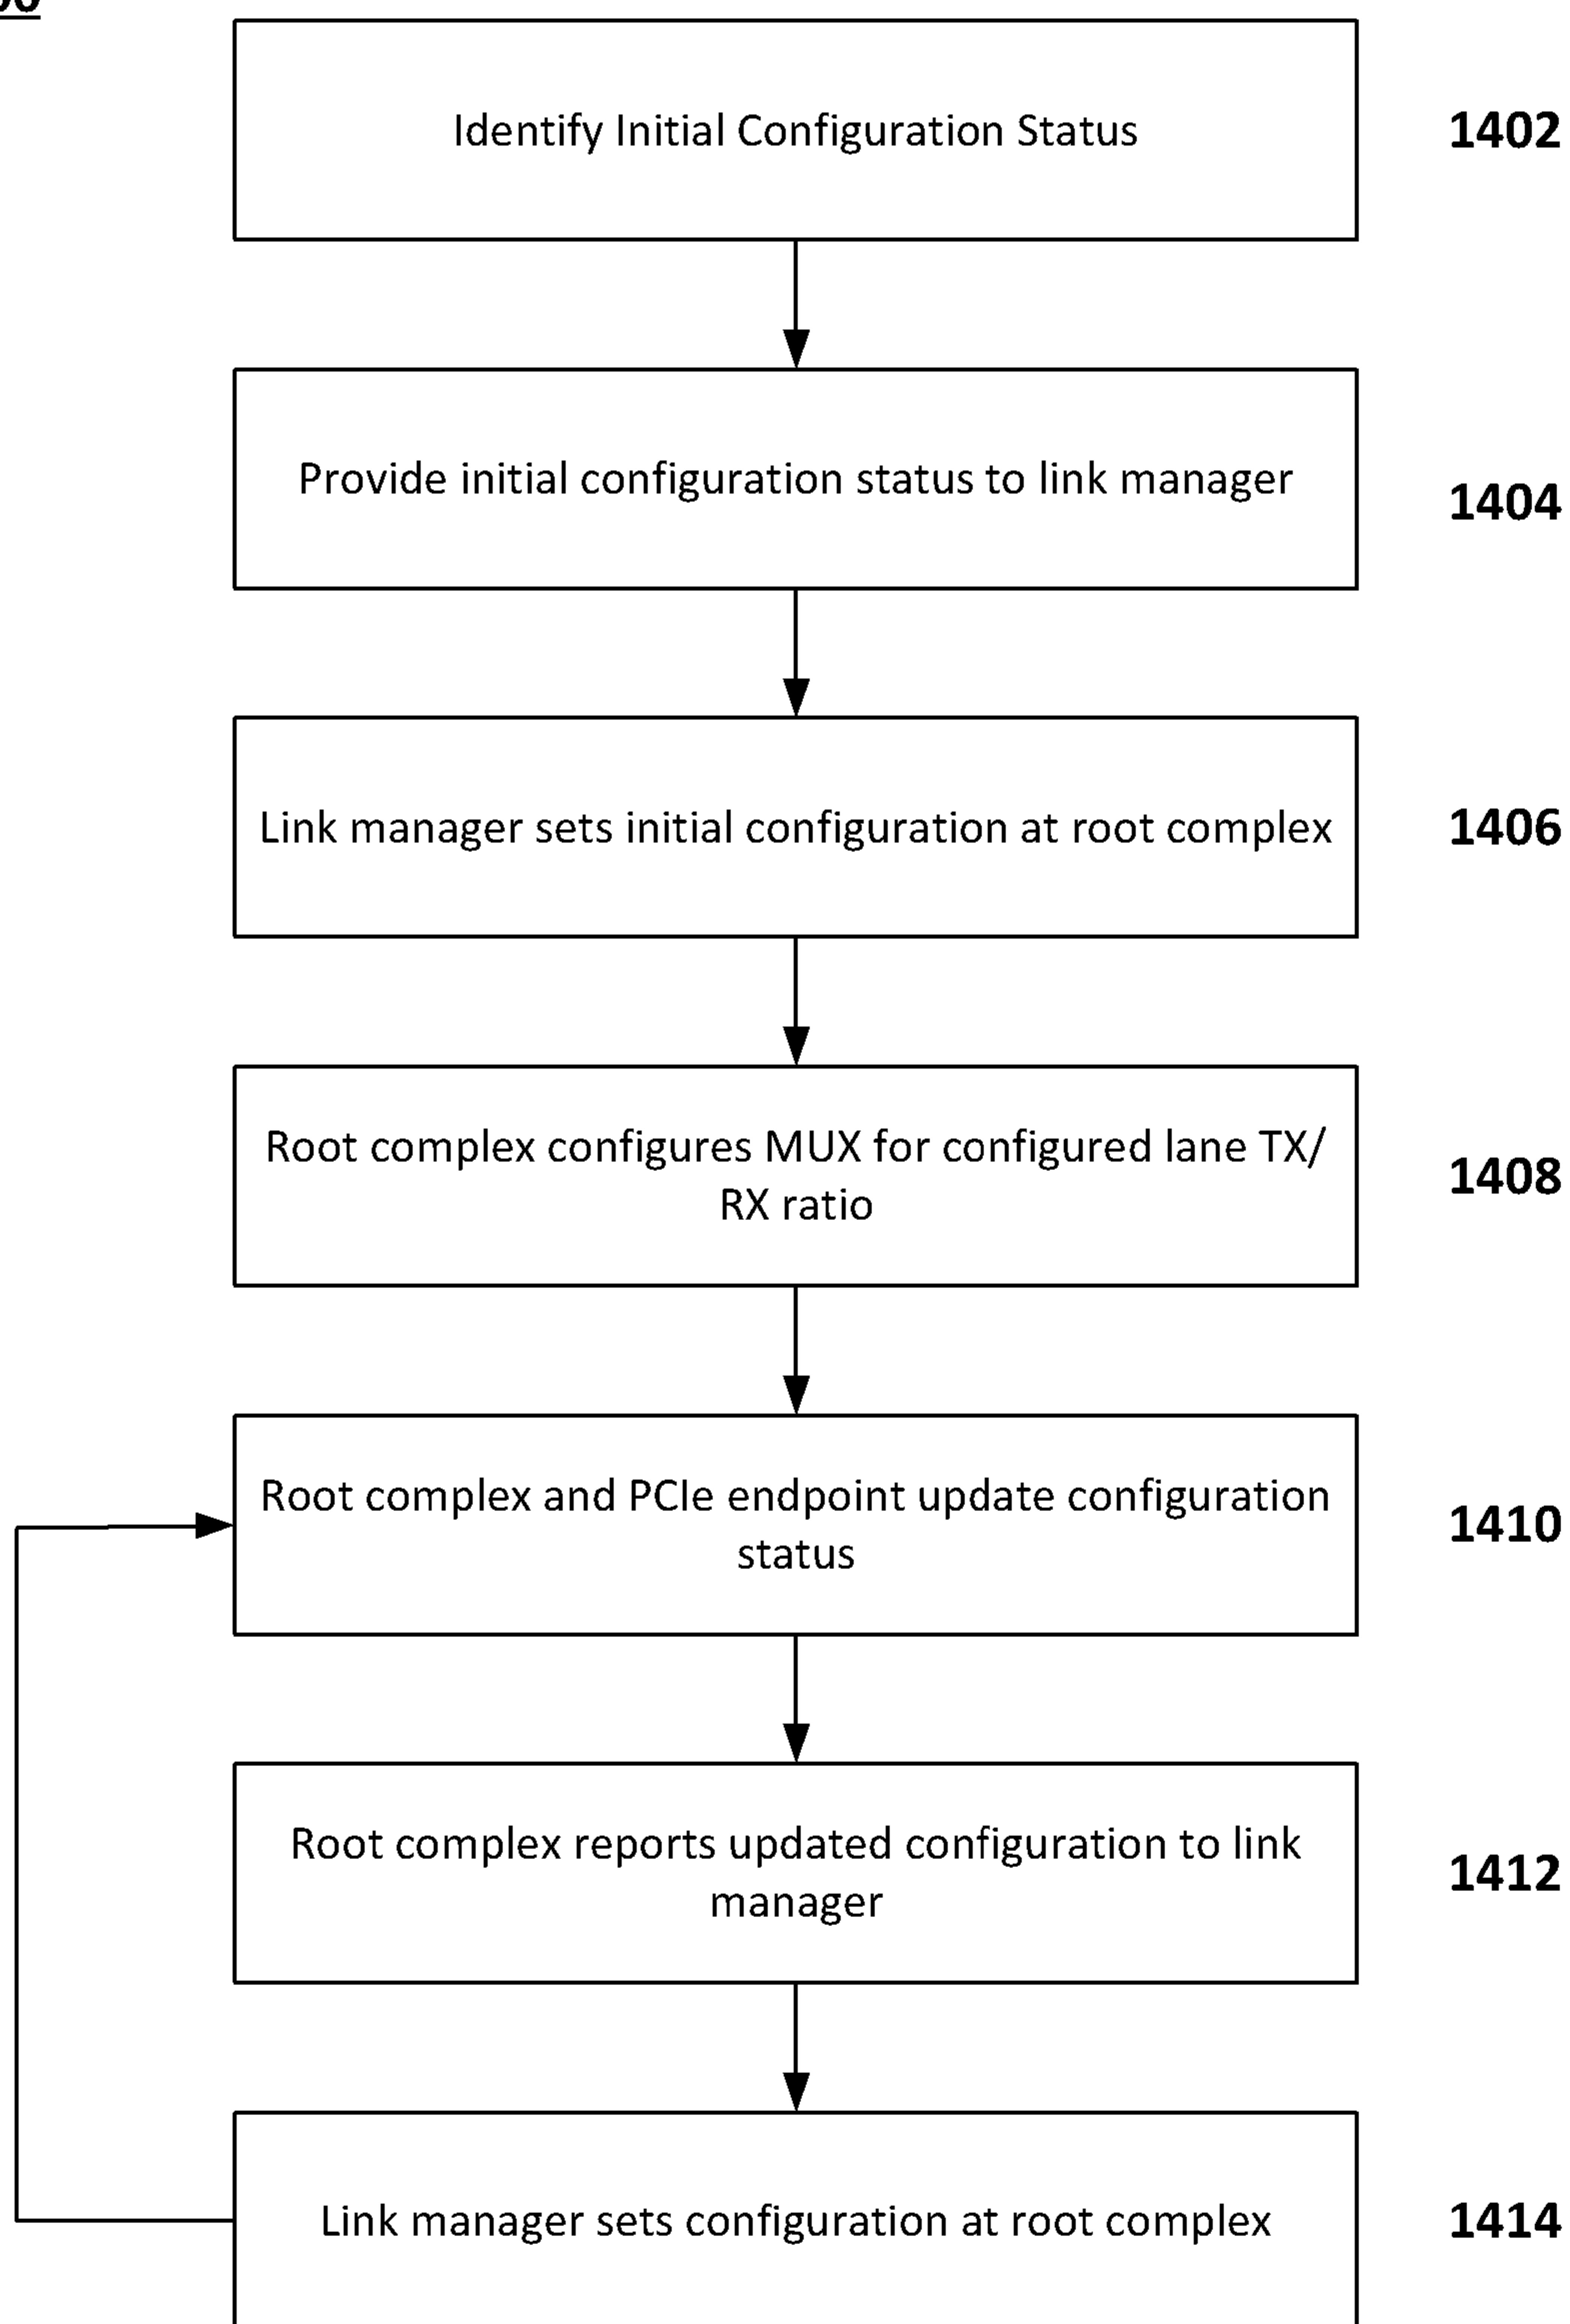 Identify Initial Configuration Status
1402
Provide initial configuration status to link manager
1404
Link manager sets initial configuration at root complex
1406
Root complex configures MUX for configured lane TX/
RX ratio
1408
Root complex and PCIe endpoint update configuration
status
1410
Root complex reports updated configuration to link
manager
1412
Link manager sets configuration at root complex
1414